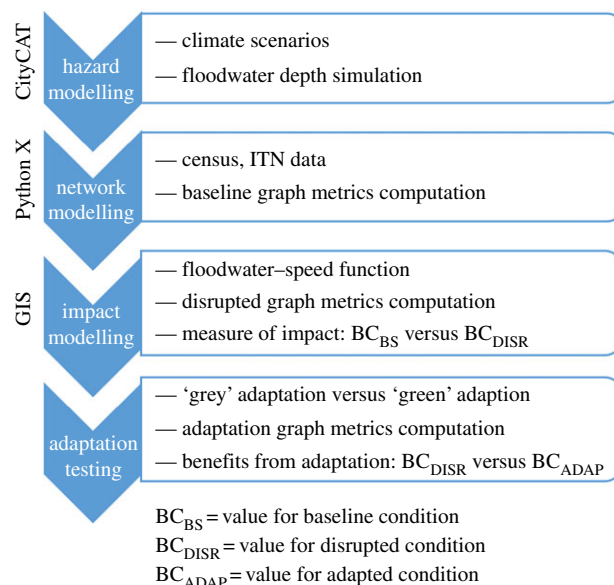 CityCAT
hazard
modelling
— climate scenarios
— floodwater depth simulation
Python X
network
modelling
— census, ITN data
— baseline graph metrics computation
GIS
impact
modelling
— floodwater–speed function
— disrupted graph metrics computation
— measure of impact: BC_BS versus BC_DISR
adaptation
testing
— ‘grey’ adaptation versus ‘green’ adaption
— adaptation graph metrics computation
— benefits from adaptation: BC_DISR versus BC_ADAP
BC_BS = value for baseline condition
BC_DISR = value for disrupted condition
BC_ADAP = value for adapted condition